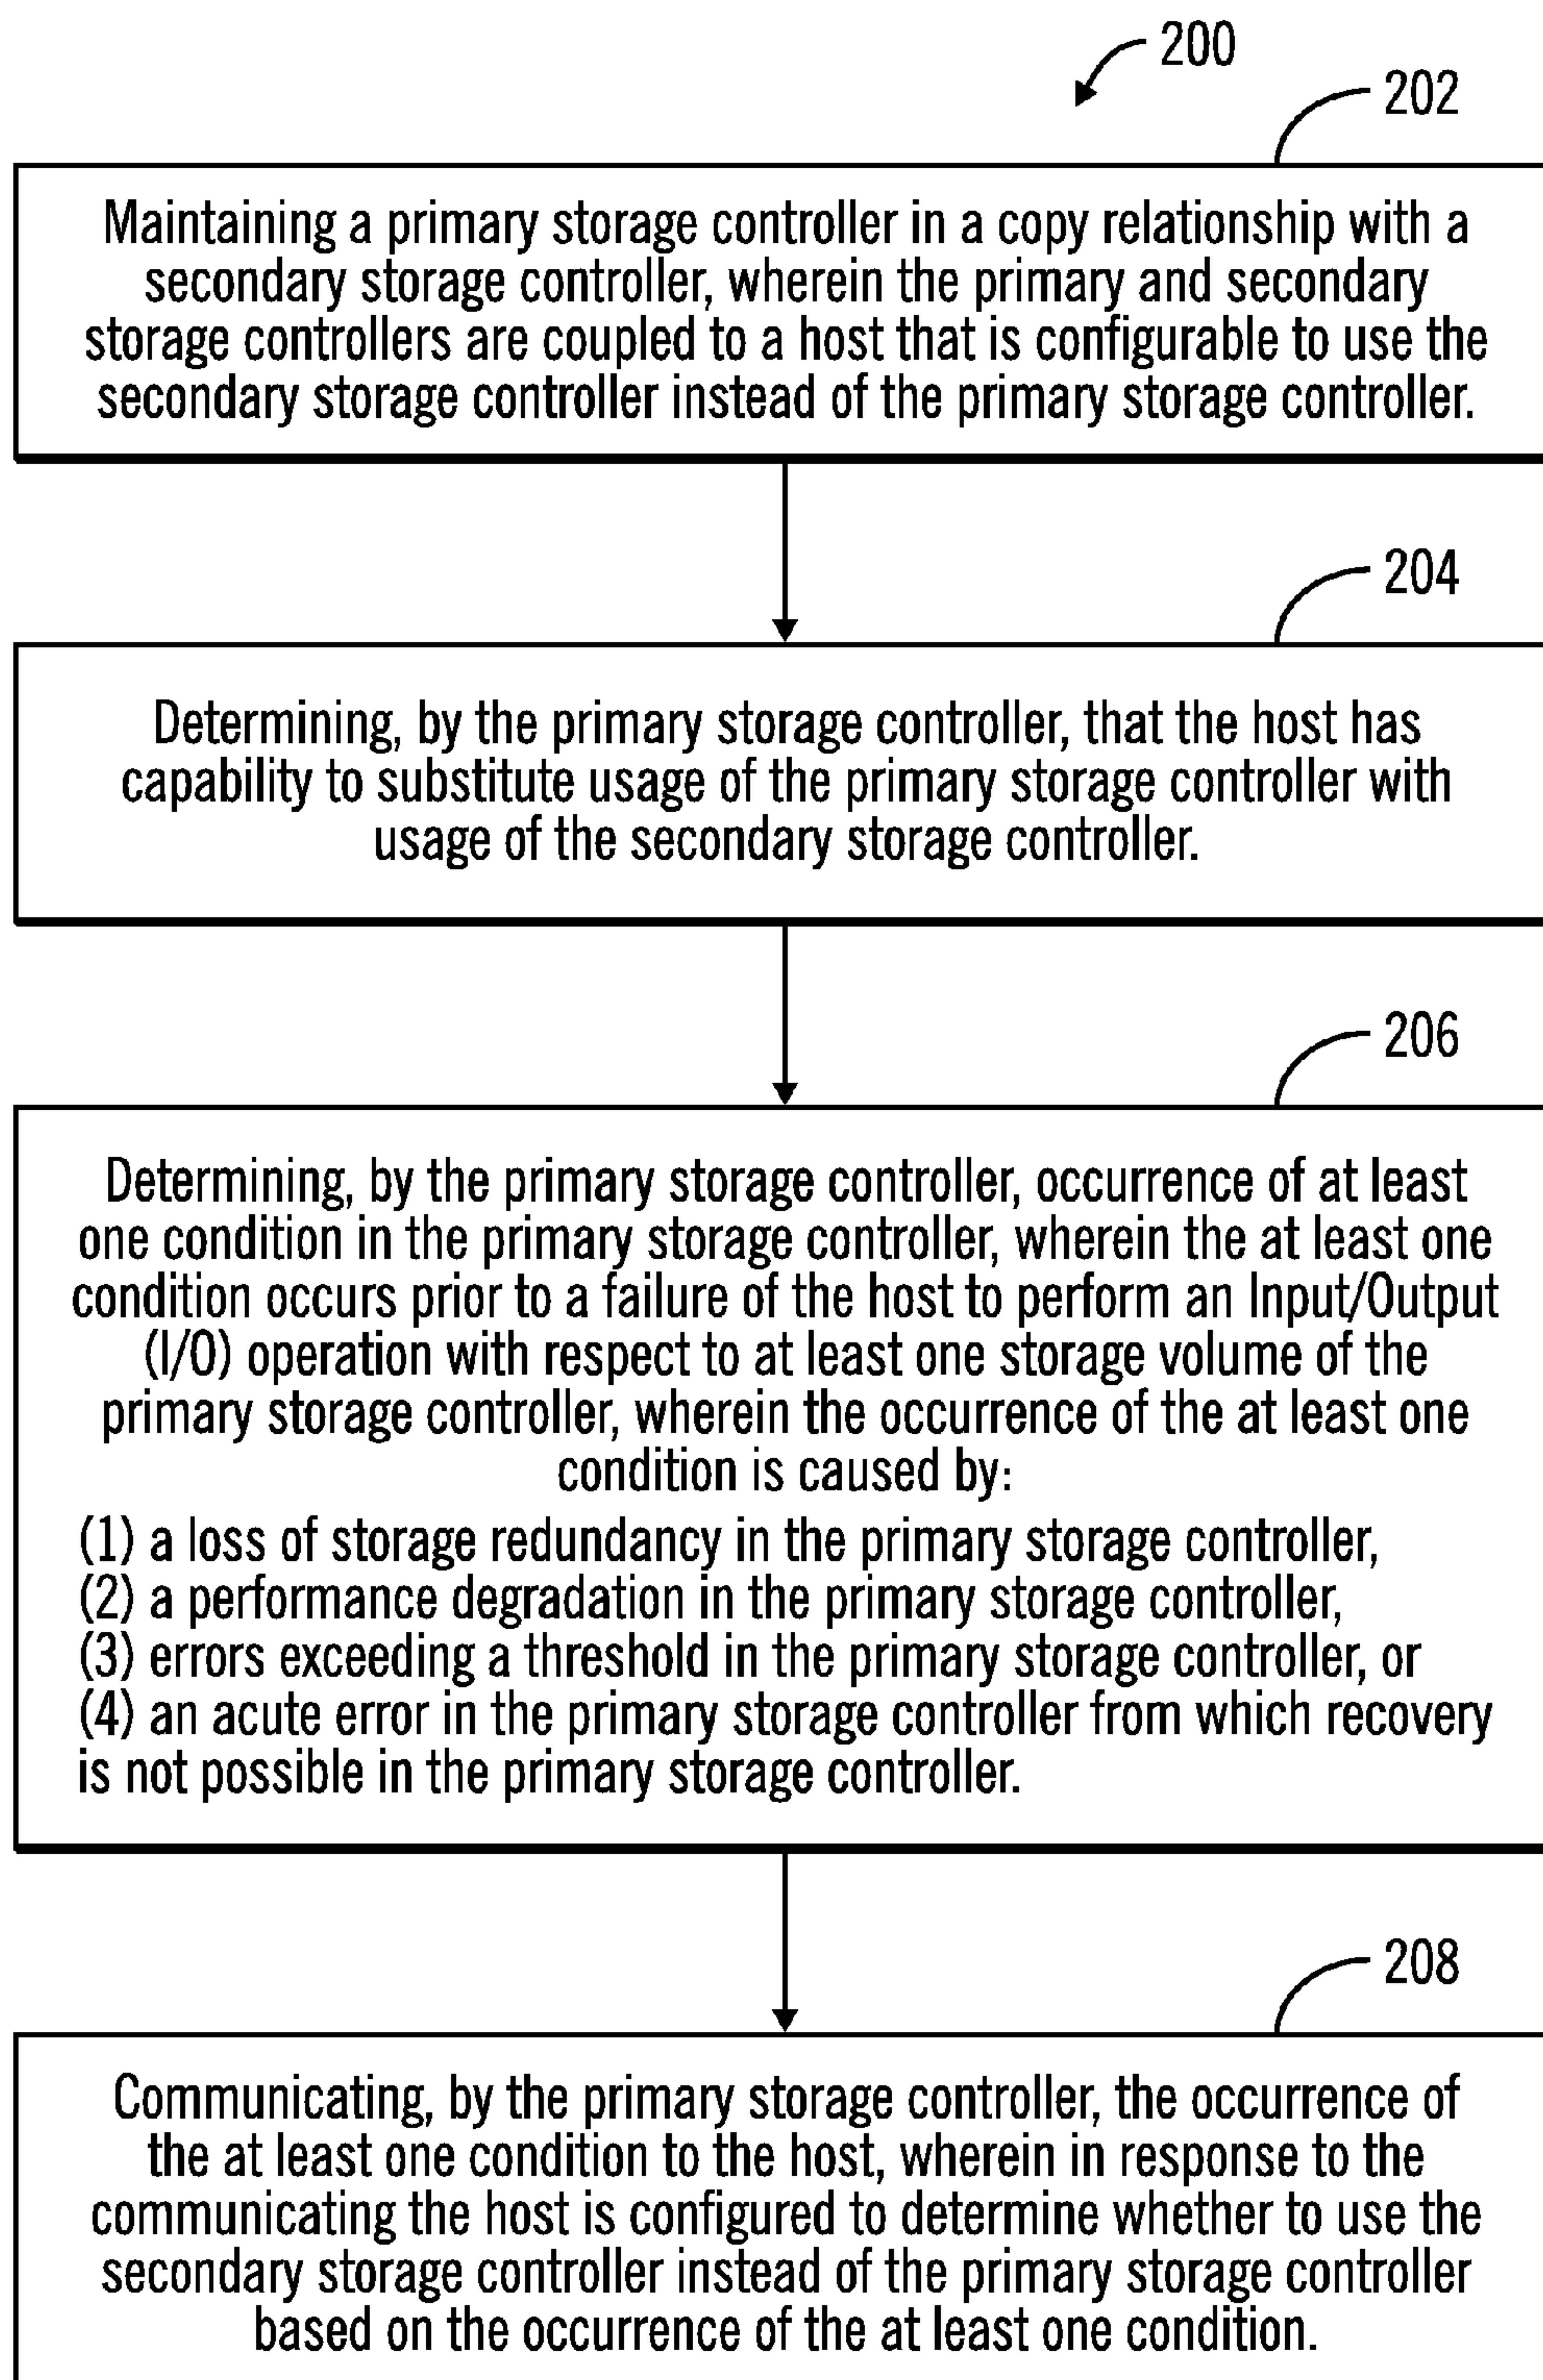 200
202
Maintaining a primary storage controller in a copy relationship with a
secondary storage controller, wherein the primary and secondary
storage controllers are coupled to a host that is configurable to use the
secondary storage controller instead of the primary storage controller.
204
Determining, by the primary storage controller, that the host has
capability to substitute usage of the primary storage controller with
usage of the secondary storage controller.
206
Determining, by the primary storage controller, occurrence of at least
one condition in the primary storage controller, wherein the at least one
condition occurs prior to a failure of the host to perform an Input/Output
(I/O) operation with respect to at least one storage volume of the
primary storage controller, wherein the occurrence of the at least one
condition is caused by:
(1) a loss of storage redundancy in the primary storage controller,
(2) a performance degradation in the primary storage controller,
(3) errors exceeding a threshold in the primary storage controller, or
(4) an acute error in the primary storage controller from which recovery
is not possible in the primary storage controller.
208
Communicating, by the primary storage controller, the occurrence of
the at least one condition to the host, wherein in response to the
communicating the host is configured to determine whether to use the
secondary storage controller instead of the primary storage controller
based on the occurrence of the at least one condition.